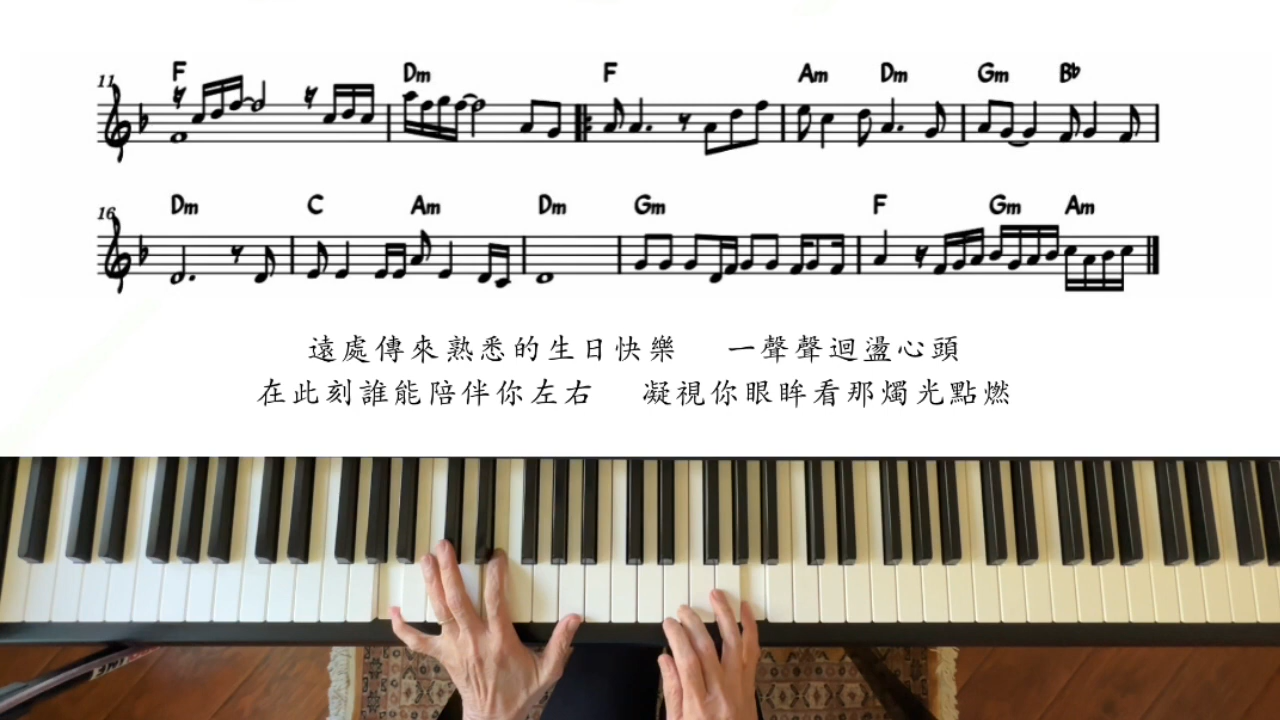 11 F Dm F Am Dm Gm B♭
16 Dm C Am Dm Gm F Gm Am
遠處傳來熟悉的生日快樂 一聲聲迴盪心頭
在此刻誰能陪伴你左右 凝視你眼眸看那燭光點燃